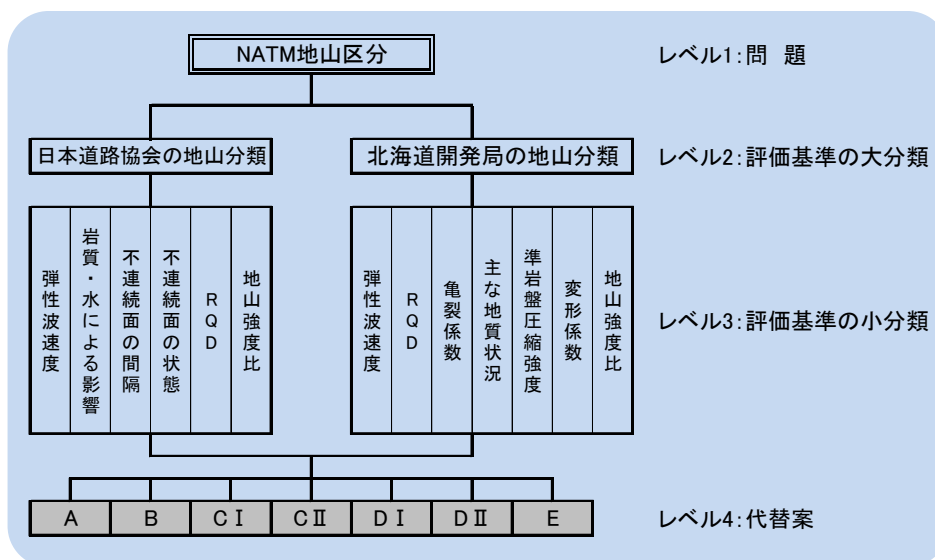 NATM地山区分
レベル1:問 題
日本道路協会の地山分類
北海道開発局の地山分類
レベル2:評価基準の大分類
弾性波速度
岩質・水による影響
不連続面の間隔
不連続面の状態
RQD
地山強度比
弾性波速度
RQD
亀裂係数
主な地質状況
準岩盤圧縮強度
変形係数
地山強度比
レベル3:評価基準の小分類
A
B
CⅠ
CⅡ
DⅠ
DⅡ
E
レベル4:代替案